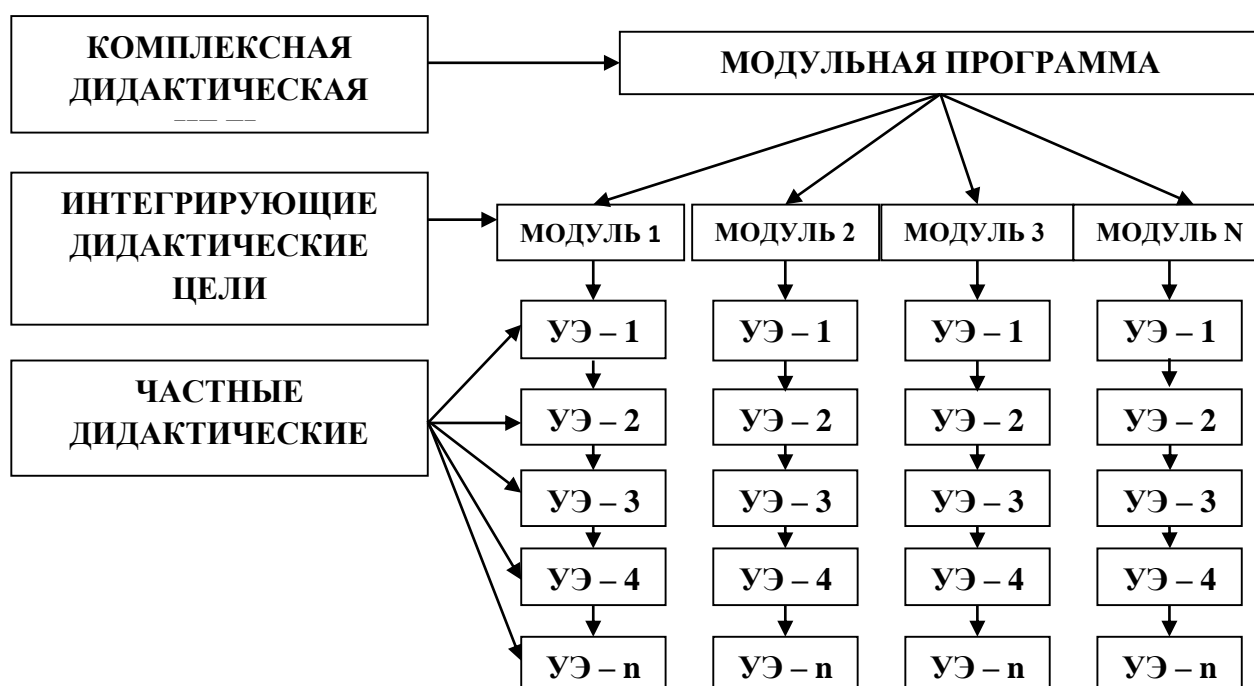 КОМПЛЕКСНАЯ
ДИДАКТИЧЕСКАЯ
МОДУЛЬНАЯ ПРОГРАММА
ИНТЕГРИРУЮЩИЕ
ДИДАКТИЧЕСКИЕ
ЦЕЛИ
МОДУЛЬ 1
МОДУЛЬ 2
МОДУЛЬ 3
МОДУЛЬ N
ЧАСТНЫЕ
ДИДАКТИЧЕСКИЕ
УЭ – 1
УЭ – 1
УЭ – 1
УЭ – 1
УЭ – 2
УЭ – 2
УЭ – 2
УЭ – 2
УЭ – 3
УЭ – 3
УЭ – 3
УЭ – 3
УЭ – 4
УЭ – 4
УЭ – 4
УЭ – 4
УЭ – n
УЭ – n
УЭ – n
УЭ – n